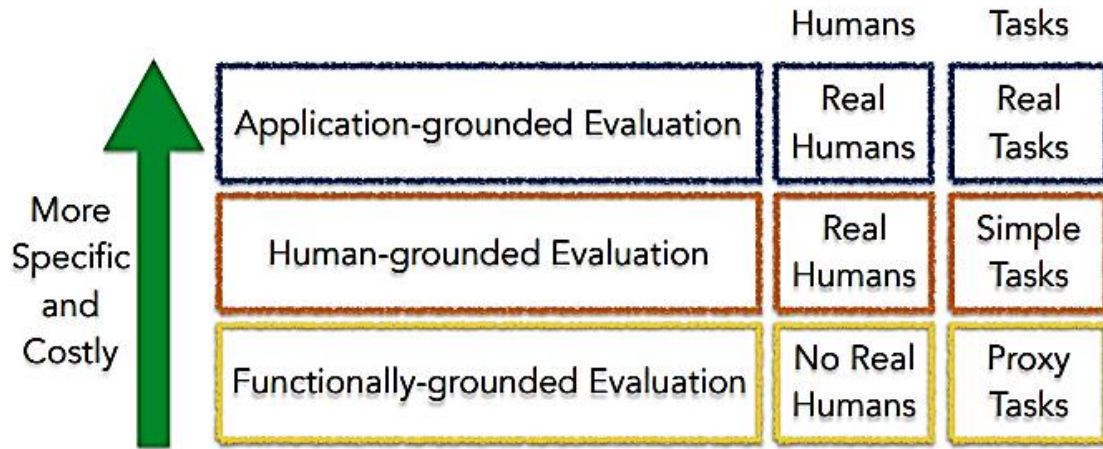 Humans Tasks
Application-grounded Evaluation
Real
Humans
Real
Tasks
More
Specific
and
Costly
Human-grounded Evaluation
Real
Humans
Simple
Tasks
Functionally-grounded Evaluation
No Real
Humans
Proxy
Tasks